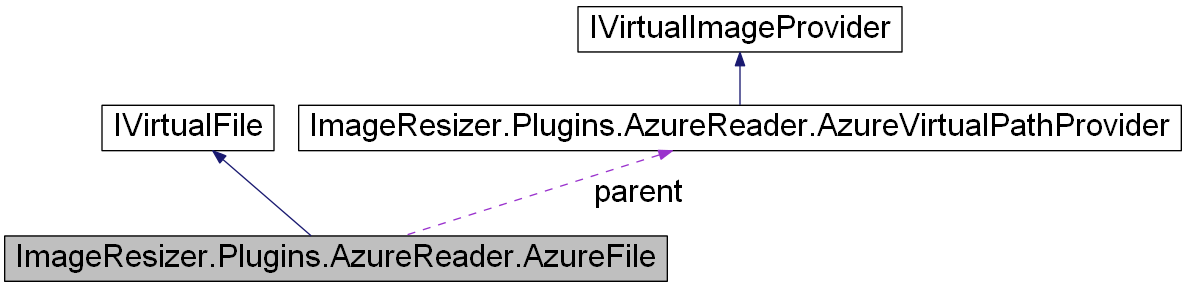 IVirtualImageProvider
IVirtualFile
ImageResizer.Plugins.AzureReader.AzureVirtualPathProvider
parent
ImageResizer.Plugins.AzureReader.AzureFile